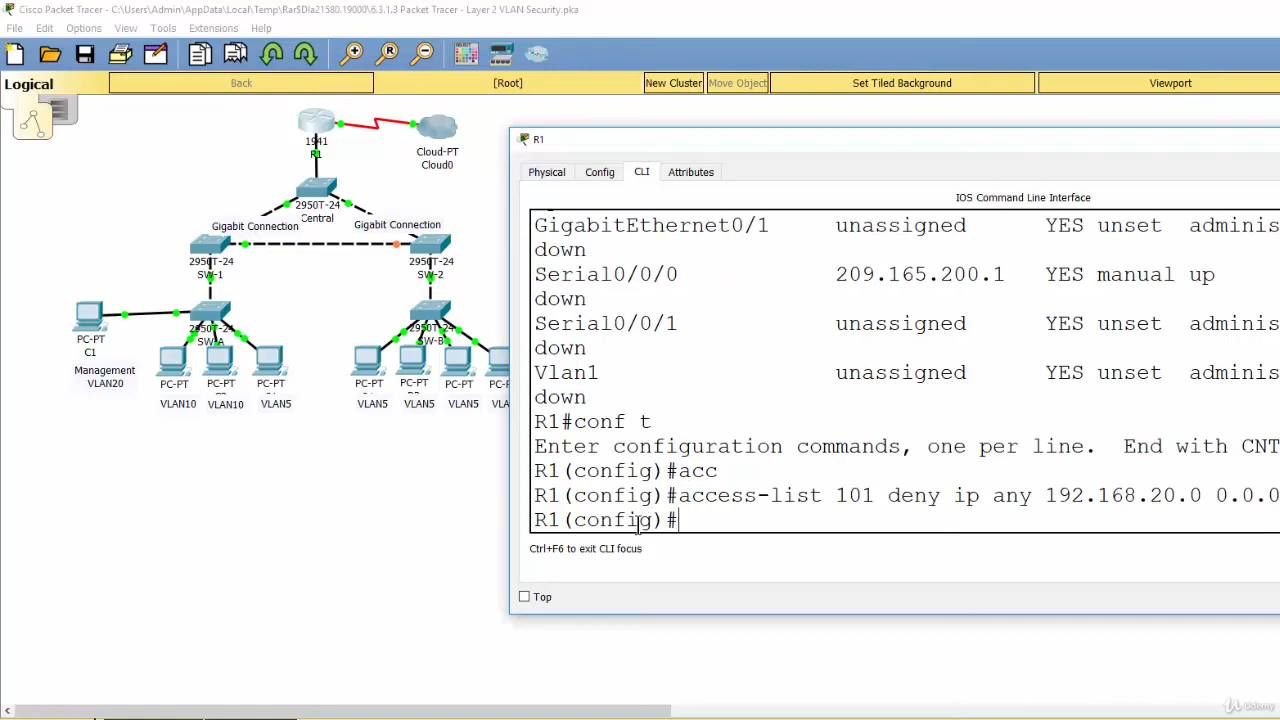 Cisco Packet Tracer - C:\Users\Admin\AppData\Local\Temp\Rar$DIa21580.19000\6.3.1.3 Packet Tracer - Layer 2 VLAN Security.pka
File Edit Options View Tools Extensions Help
Logical Back [Root] New Cluster Move Object Set Tiled Background Viewport
1941
R1
Cloud-PT
Cloud0
2950T-24
Central
Gigabit Connection Gigabit Connection
2950T-24
SW-1
2950T-24
SW-2
2950T-24
SW-A
2950T-24
SW-B
PC-PT
C1
Management
VLAN20
PC-PT PC-PT PC-PT
VLAN10 VLAN10 VLAN5
PC-PT PC-PT PC-PT PC-PT
VLAN5 VLAN5 VLAN5
R1
Physical Config CLI Attributes
IOS Command Line Interface
GigabitEthernet0/1 unassigned YES unset adminis
down
Serial0/0/0 209.165.200.1 YES manual up
down
Serial0/0/1 unassigned YES unset adminis
down
Vlan1 unassigned YES unset adminis
down
R1#conf t
Enter configuration commands, one per line. End with CNT
R1(config)#acc
R1(config)#access-list 101 deny ip any 192.168.20.0 0.0.0
R1(config)#
Ctrl+F6 to exit CLI focus
Top
Udemy